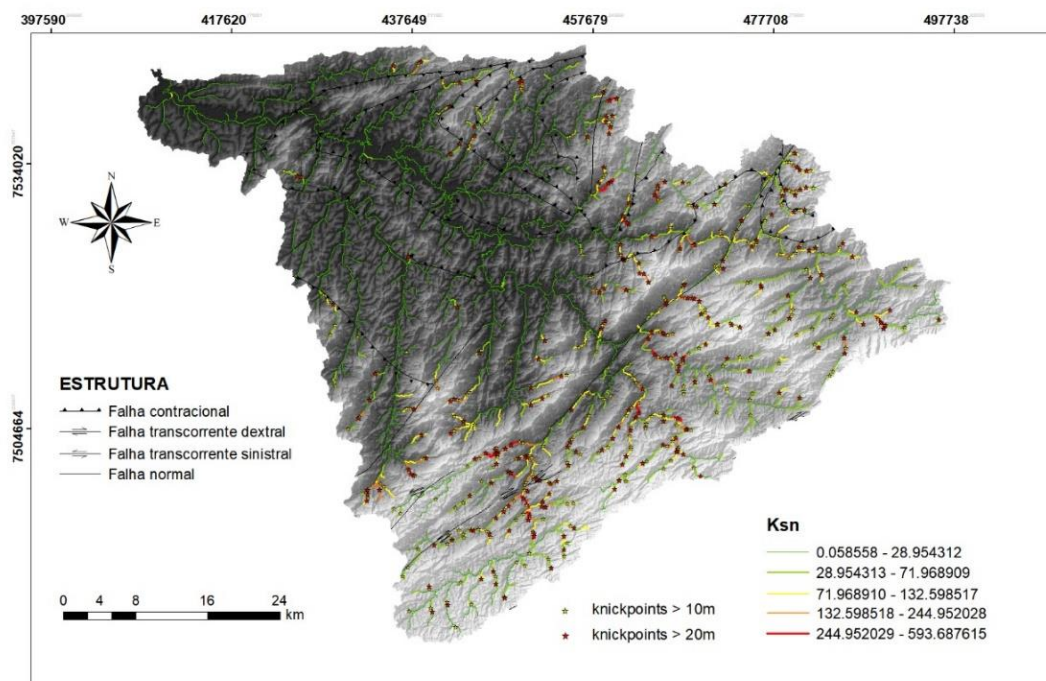 397590 417620 437649 457679 477708 497738
7534020
N
W E
S
ESTRUTURA
Falha contracional
Falha transcorrente dextral
Falha transcorrente sinistral
Falha normal
7504664
Ksn
0.058558 - 28.954312
28.954313 - 71.968909
71.968910 - 132.598517
132.598518 - 244.952028
244.952029 - 593.687615
0 4 8 16 24
km
knickpoints > 10m
knickpoints > 20m